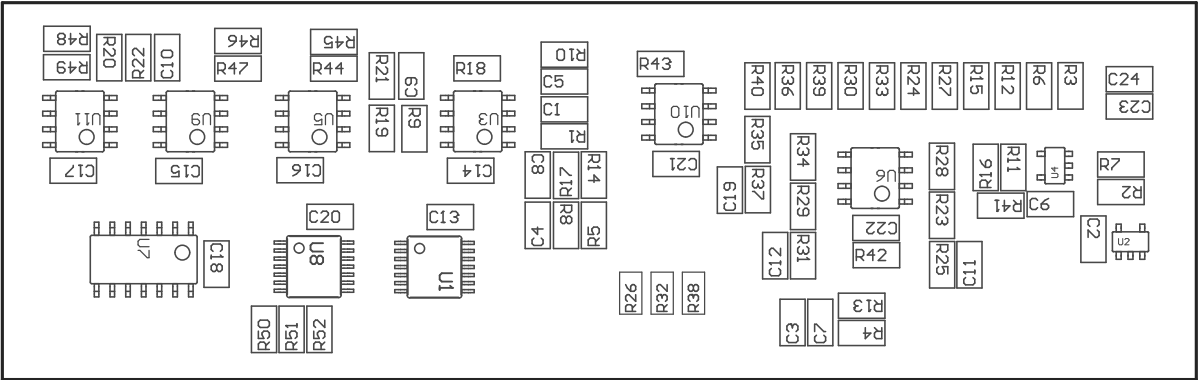 R48
R49
R20
R22
C10
R46
R47
R45
R44
R21
C9
R19
R9
R18
R10
C5
C1
R1
R43
R40
R36
R39
R30
R33
R24
R27
R15
R12
R6
R3
C24
C23
U11
U9
U5
U3
U10
C17
C15
C16
C14
C8
R17
R14
C21
C19
R35
R37
R34
R29
U6
R28
R16
R11
U4
R7
R2
R41
C6
R23
C22
R42
C2
U2
U7
C18
C20
U8
C13
U1
C4
R8
R5
C12
R31
R25
C11
R26
R32
R38
R50
R51
R52
C3
C7
R13
R4